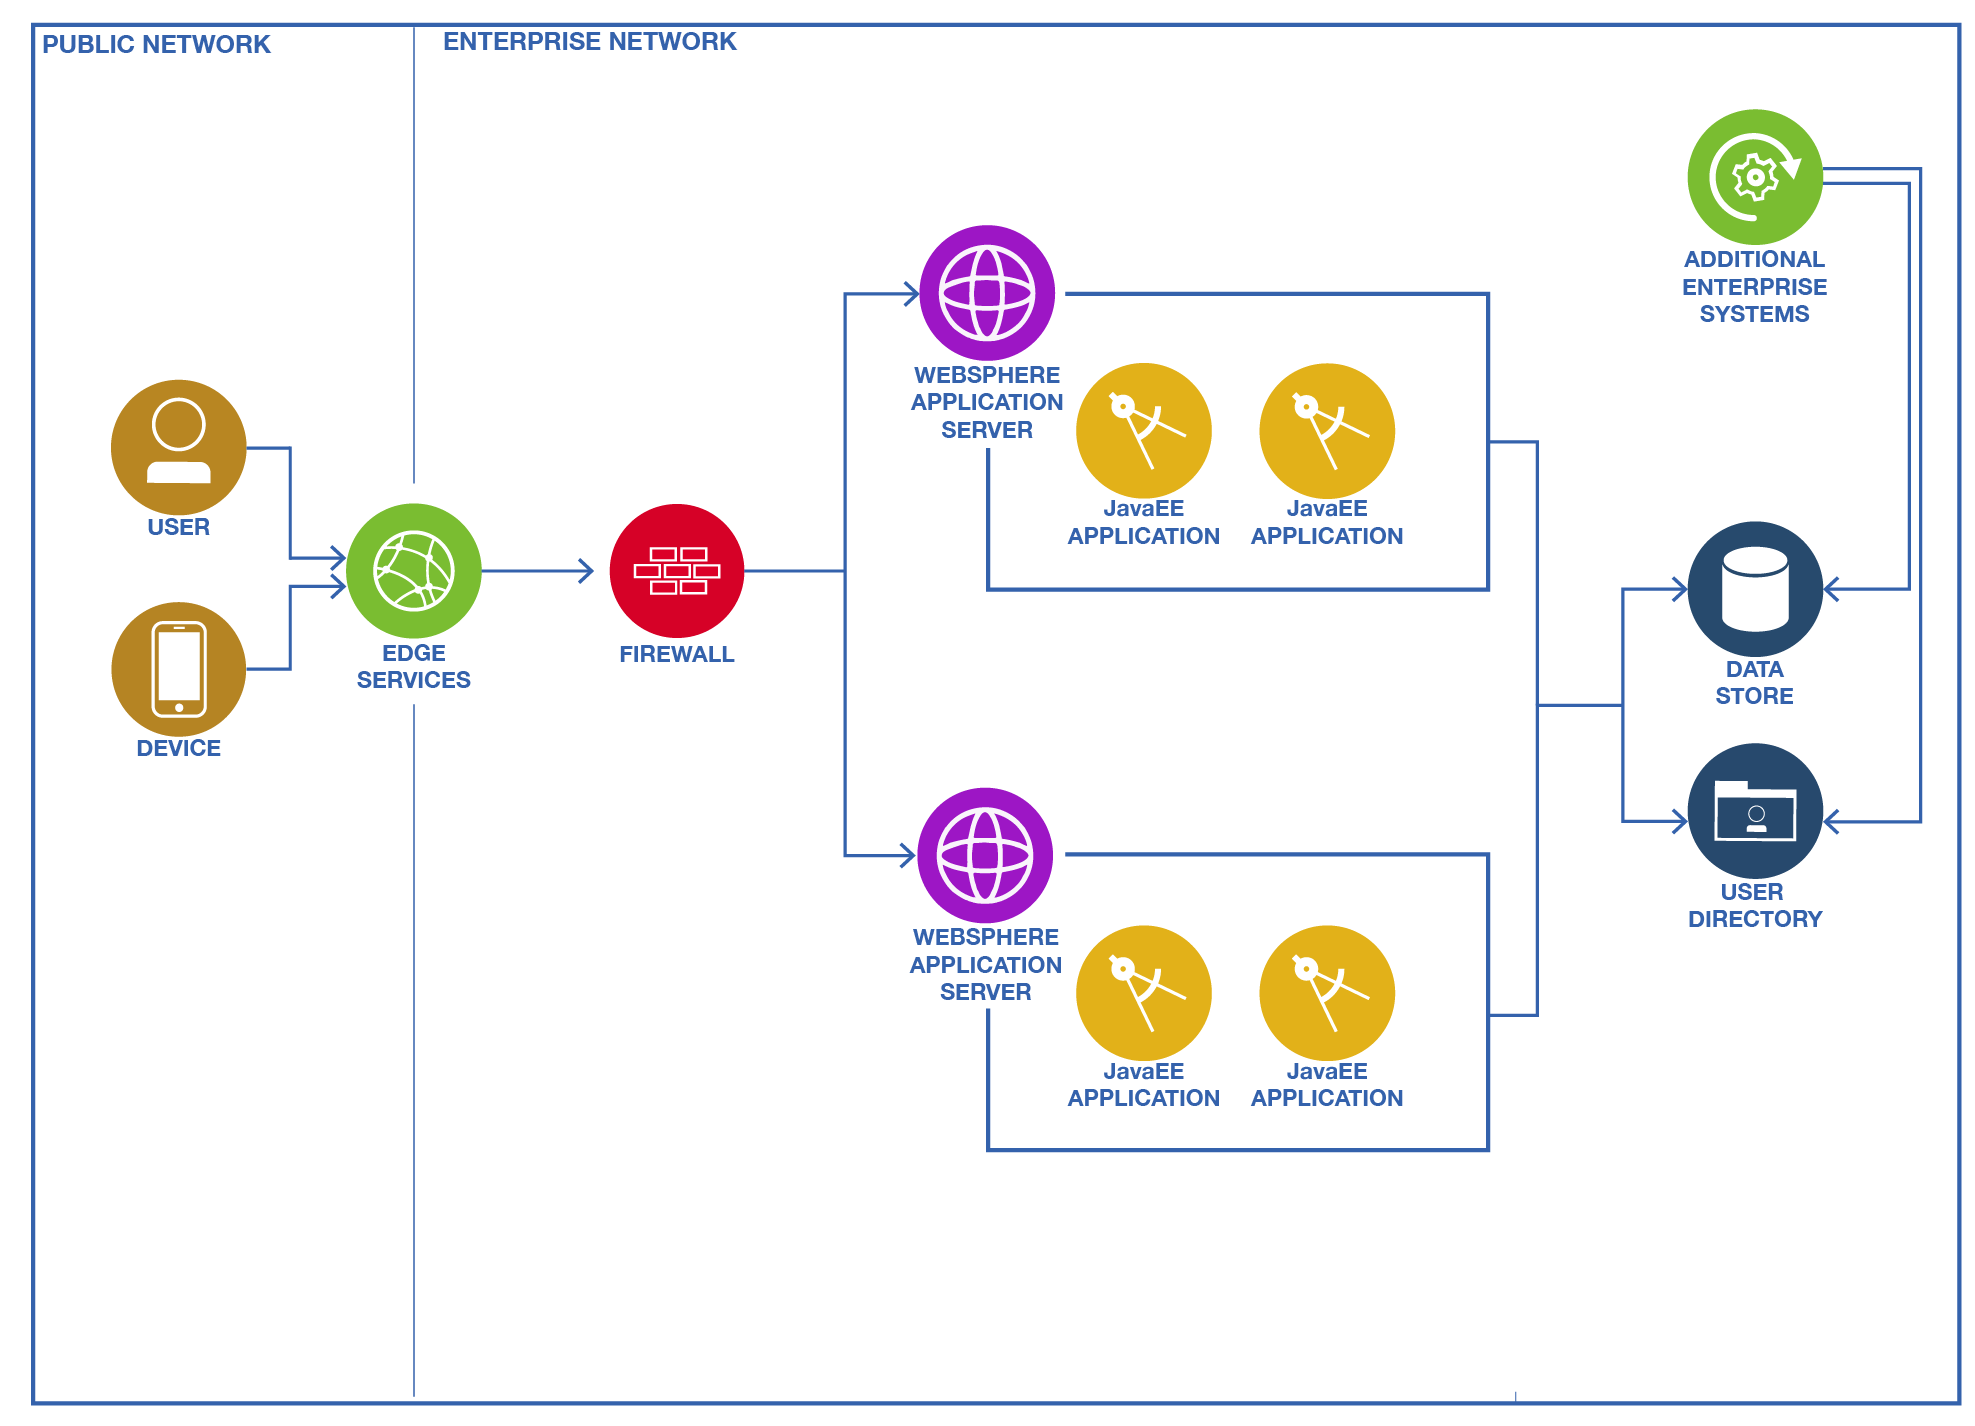 PUBLIC NETWORK
ENTERPRISE NETWORK
USER
DEVICE
EDGE
SERVICES
FIREWALL
WEBSPHERE
APPLICATION
SERVER
JavaEE
APPLICATION
JavaEE
APPLICATION
WEBSPHERE
APPLICATION
SERVER
JavaEE
APPLICATION
JavaEE
APPLICATION
ADDITIONAL
ENTERPRISE
SYSTEMS
DATA
STORE
USER
DIRECTORY